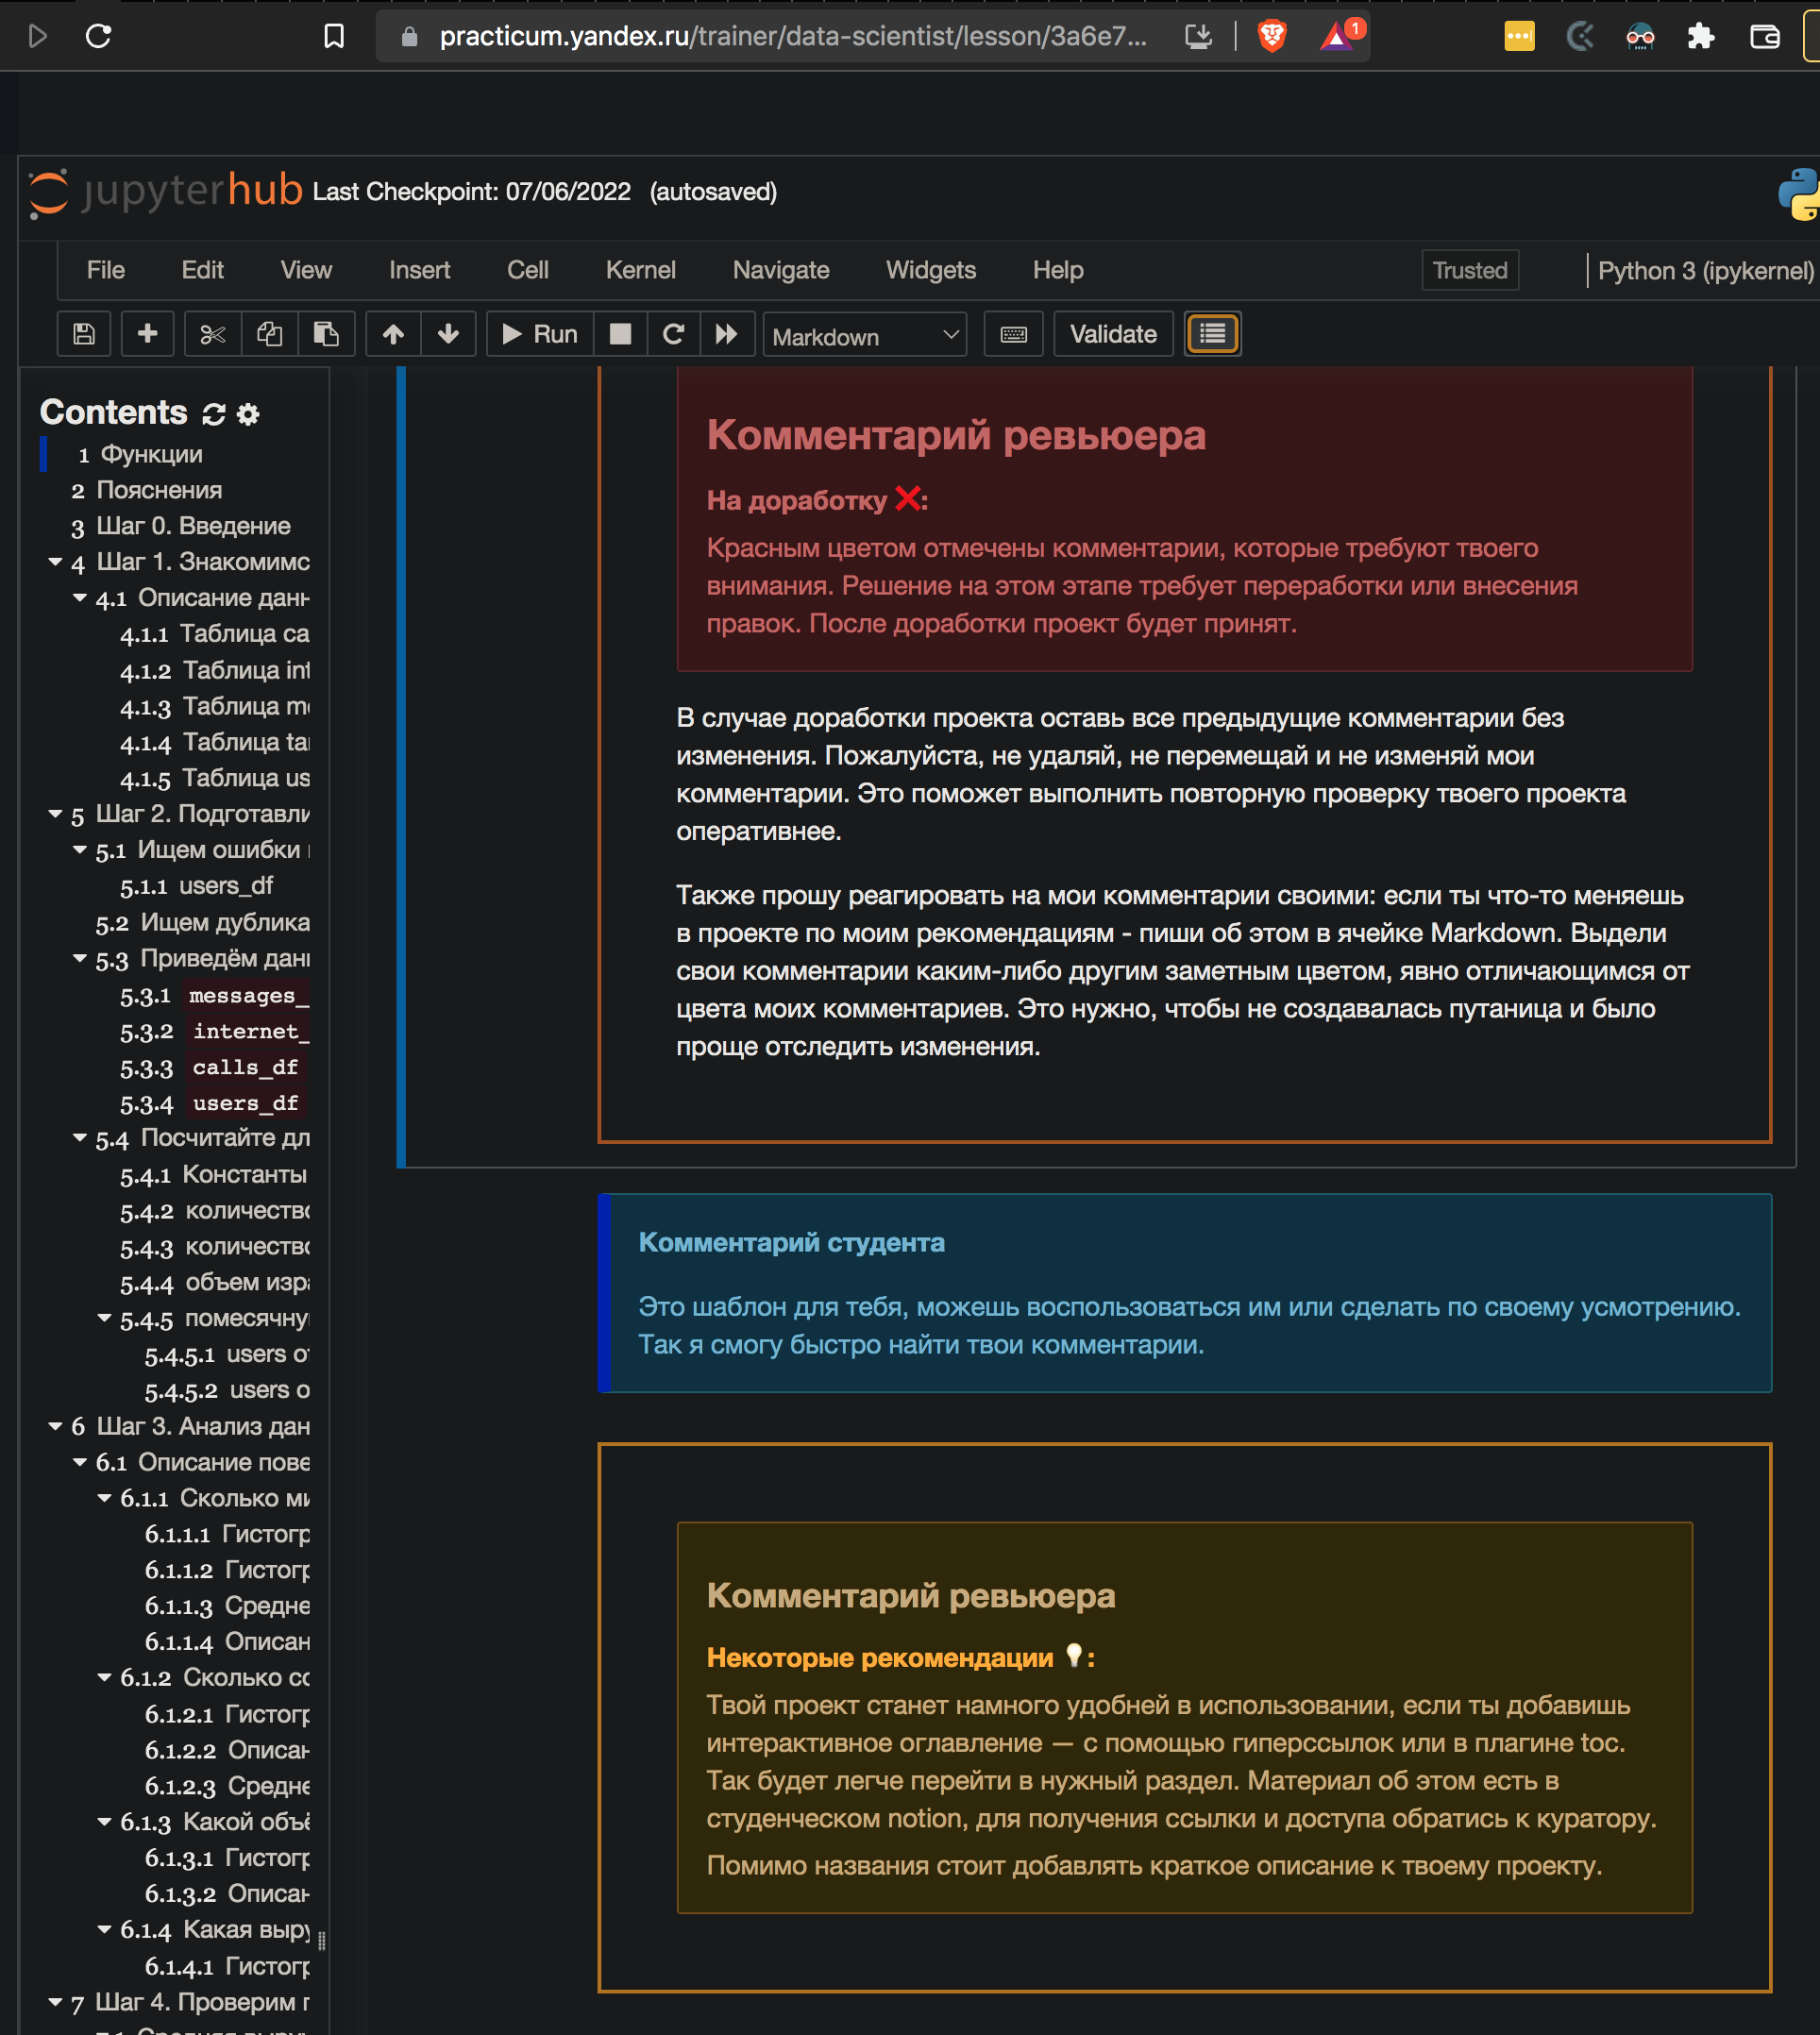 practicum.yandex.ru/trainer/data-scientist/lesson/3a6e7...
1
jupyterhub Last Checkpoint: 07/06/2022 (autosaved)
File Edit View Insert Cell Kernel Navigate Widgets Help Trusted Python 3 (ipykernel)
Run Markdown Validate
Contents
1 Функции
2 Пояснения
3 Шаг 0. Введение
4 Шаг 1. Знакомимс
4.1 Описание данн
4.1.1 Таблица ca
4.1.2 Таблица int
4.1.3 Таблица me
4.1.4 Таблица tar
4.1.5 Таблица us
5 Шаг 2. Подготавли
5.1 Ищем ошибки
5.1.1 users_df
5.2 Ищем дублика
5.3 Приведём дан
5.3.1 messages_
5.3.2 internet_
5.3.3 calls_df
5.3.4 users_df
5.4 Посчитайте дл
5.4.1 Константы
5.4.2 количество
5.4.3 количество
5.4.4 объем изра
5.4.5 помесячну
5.4.5.1 users
5.4.5.2 users o
6 Шаг 3. Анализ дан
6.1 Описание пове
6.1.1 Сколько ми
6.1.1.1 Гистогр
6.1.1.2 Гистогр
6.1.1.3 Средне
6.1.1.4 Описан
6.1.2 Сколько со
6.1.2.1 Гистогр
6.1.2.2 Описан
6.1.2.3 Средне
6.1.3 Какой объё
6.1.3.1 Гистогр
6.1.3.2 Описан
6.1.4 Какая выру
6.1.4.1 Гистогр
7 Шаг 4. Проверим г
Комментарий ревьюера
На доработку ❌:
Красным цветом отмечены комментарии, которые требуют твоего
внимания. Решение на этом этапе требует переработки или внесения
правок. После доработки проект будет принят.
В случае доработки проекта оставь все предыдущие комментарии без
изменения. Пожалуйста, не удаляй, не перемещай и не изменяй мои
комментарии. Это поможет выполнить повторную проверку твоего проекта
оперативнее.
Также прошу реагировать на мои комментарии своими: если ты что-то меняешь
в проекте по моим рекомендациям - пиши об этом в ячейке Markdown. Выдели
свои комментарии каким-либо другим заметным цветом, явно отличающимся от
цвета моих комментариев. Это нужно, чтобы не создавалась путаница и было
проще отследить изменения.
Комментарий студента
Это шаблон для тебя, можешь воспользоваться им или сделать по своему усмотрению.
Так я смогу быстро найти твои комментарии.
Комментарий ревьюера
Некоторые рекомендации 💡:
Твой проект станет намного удобней в использовании, если ты добавишь
интерактивное оглавление — с помощью гиперссылок или в плагине toc.
Так будет легче перейти в нужный раздел. Материал об этом есть в
студенческом notion, для получения ссылки и доступа обратись к куратору.
Помимо названия стоит добавлять краткое описание к твоему проекту.